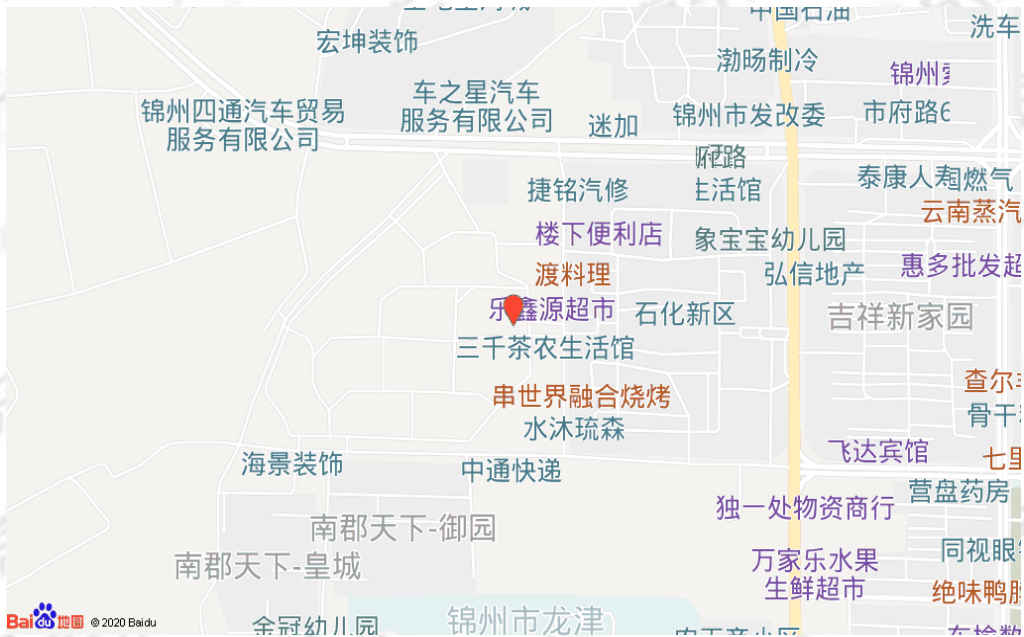 中国石油
洗车
宏坤装饰
渤旸制冷
锦州
车之星汽车
服务有限公司
锦州四通汽车贸易
服务有限公司
迷加
锦州市发改委
市府路6
府路
生活馆
捷铭汽修
泰康人寿
国燃气
云南蒸汽
楼下便利店
象宝宝幼儿园
惠多批发超
渡料理
弘信地产
乐鑫源超市
石化新区
吉祥新家园
三千茶农生活馆
查尔
串世界融合烧烤
骨干
水沐琉森
飞达宾馆
七里
海景装饰
中通快递
营盘药房
独一处物资商行
南郡天下-御园
同视眼
南郡天下-皇城
万家乐水果
生鲜超市
绝味鸭脖
锦州市龙津
金冠幼儿园
Bai du 地图 © 2020 Baidu